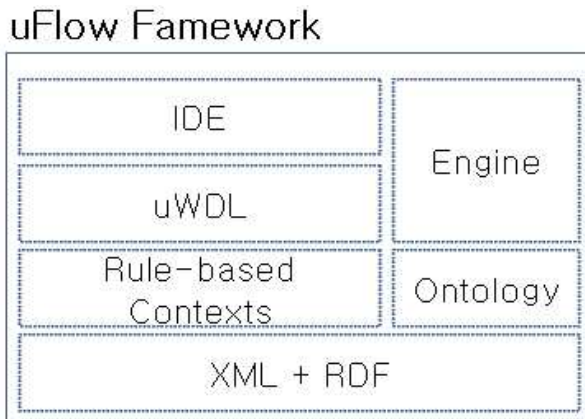 uFlow Famework
IDE
Engine
uWDL
Rule-based
Contexts
Ontology
XML + RDF